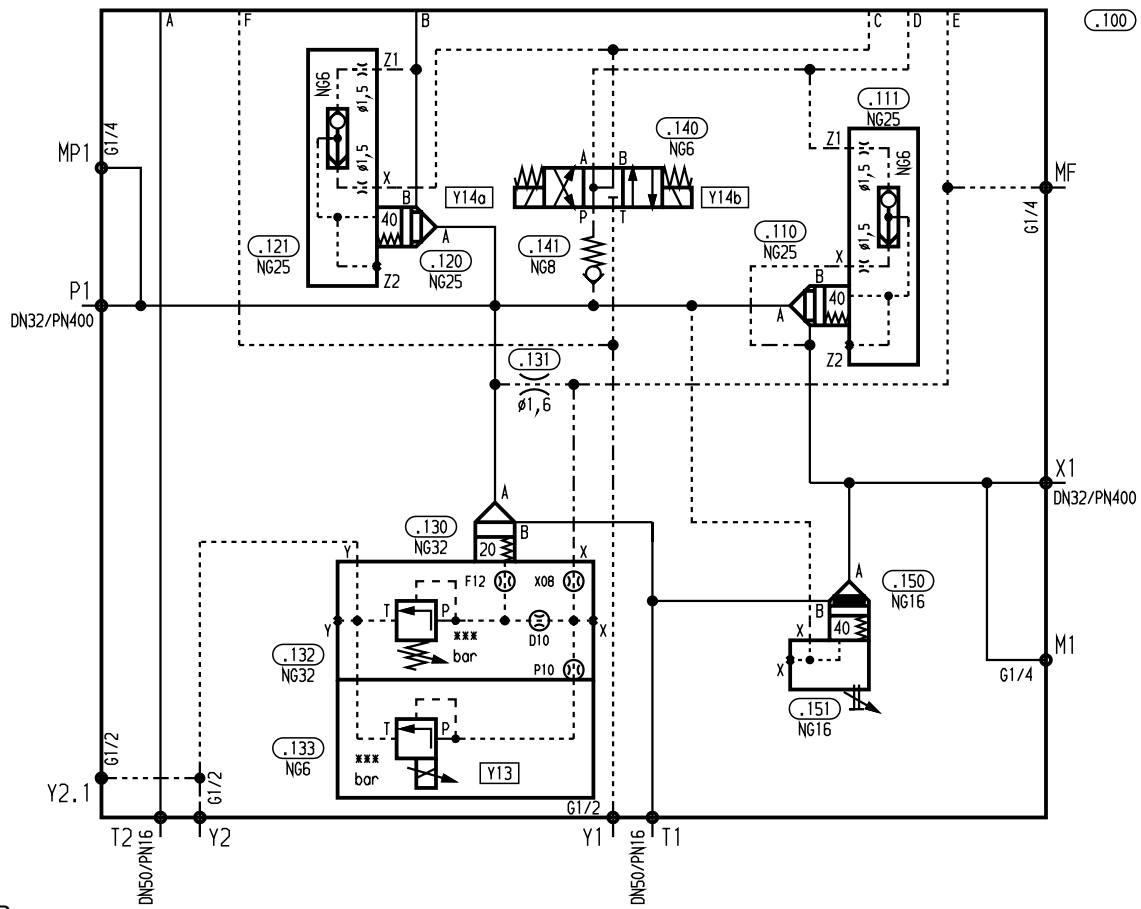 A F B C D E .100
MP1 G1/4
Z1 NG6 ø1,5 ø1,5 X B
.121 NG25 40 A Z2
Y14a .120 NG25
.140 NG6
A B P T Y14b
.141 NG8
.111 NG25
Z1 ø1,5 NG6 ø1,5 X
.110 NG25
B A 40 Z2
MF G1/4
P1
DN32/PN400
.131
ø1,6
X1
DN32/PN400
A
.130 NG32 B
20
Y F12 X08 X
T P
Y *** bar D10 X
.132 NG32 P10
T P
.133 NG6 *** bar Y13
A
.150 NG16
B 40
X
X
.151 NG16
M1
G1/4
G1/2
Y2.1
G1/2
G1/2
T2 Y2 Y1 T1
DN50/PN16 DN50/PN16